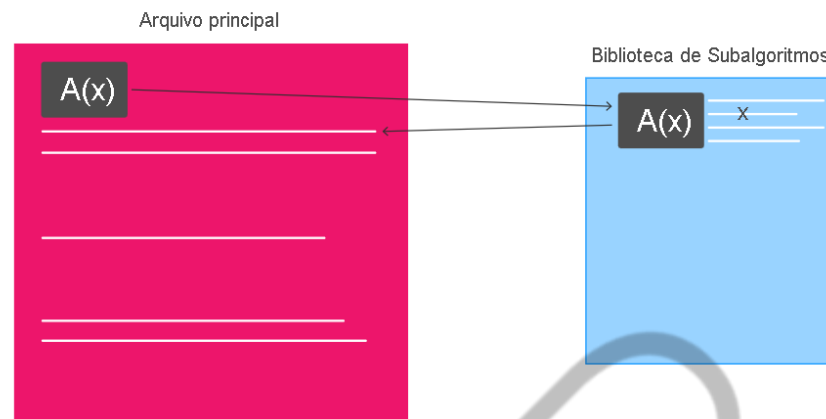 Arquivo principal
Biblioteca de Subalgoritmos
A(x)
A(x)
x